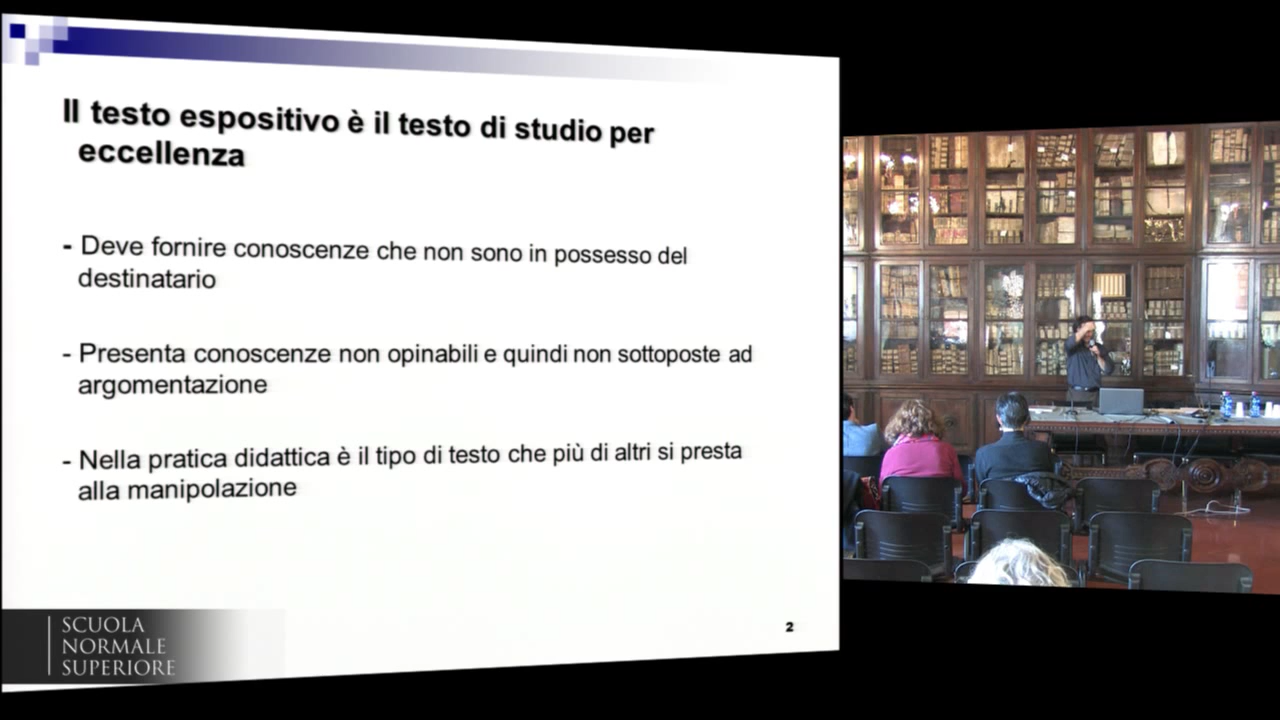 Il testo espositivo è il testo di studio per
eccellenza
- Deve fornire conoscenze che non sono in possesso del
destinatario
- Presenta conoscenze non opinabili e quindi non sottoposte ad
argomentazione
- Nella pratica didattica è il tipo di testo che più di altri si presta
alla manipolazione
2
SCUOLA
NORMALE
SUPERIORE